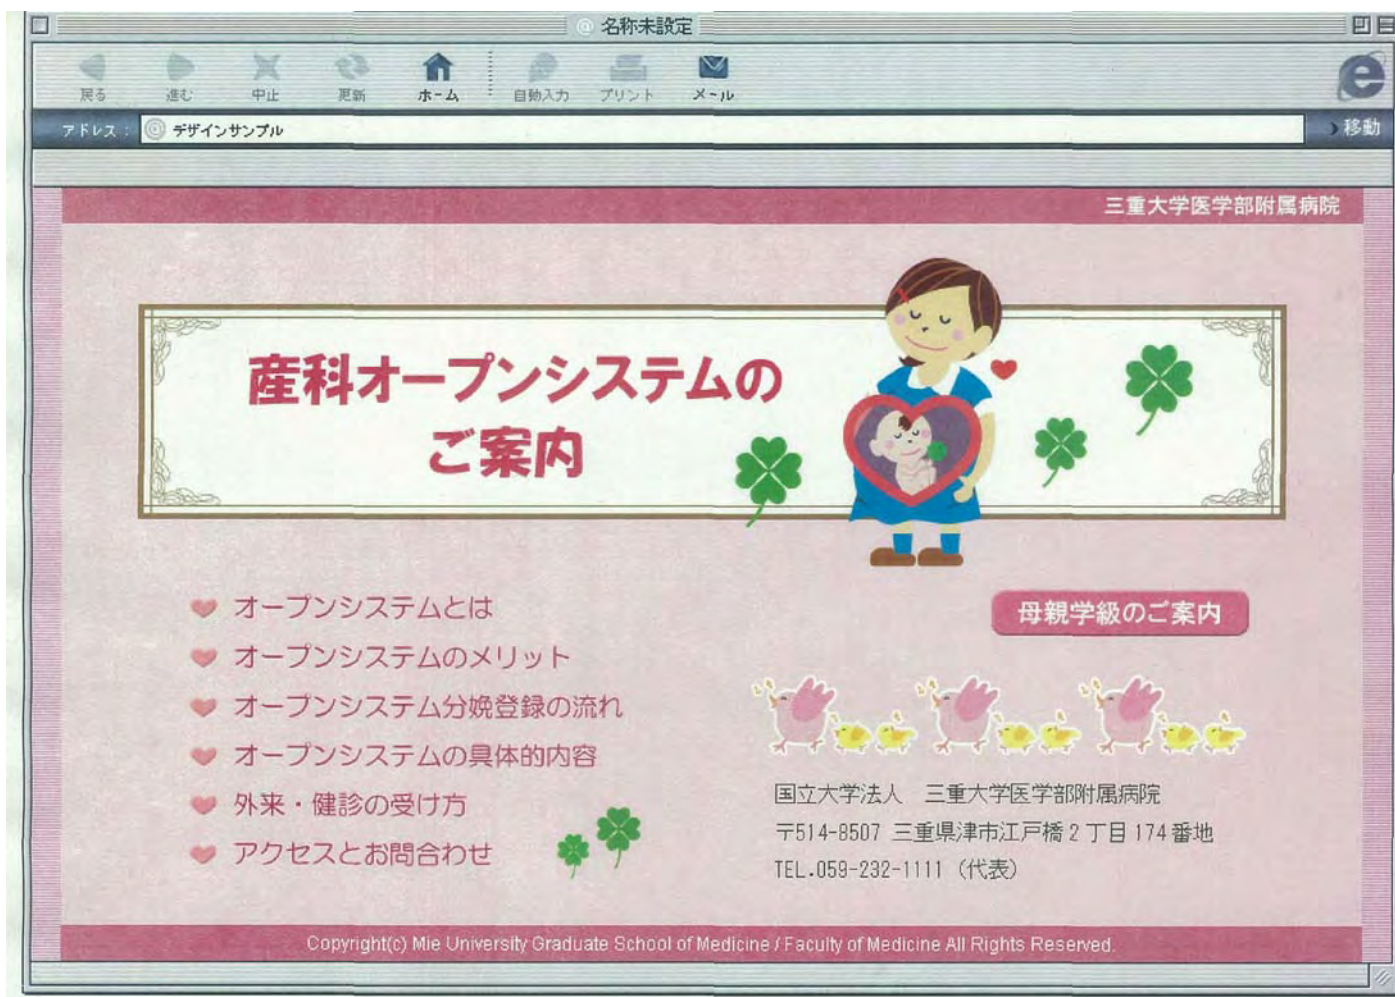 名称未設定
戻る 進む 中止 更新 ホーム 自動入力 プリント メール
アドレス： デザインサンプル 移動
三重大学医学部附属病院
産科オープンシステムの
ご案内
オープンシステムとは
オープンシステムのメリット
オープンシステム分娩登録の流れ
オープンシステムの具体的内容
外来・健診の受け方
アクセスとお問合わせ
母親学級のご案内
国立大学法人　三重大学医学部附属病院
〒514-8507 三重県津市江戸橋２丁目174番地
TEL.059-232-1111（代表）
Copyright(c) Mie University Graduate School of Medicine / Faculty of Medicine All Rights Reserved.